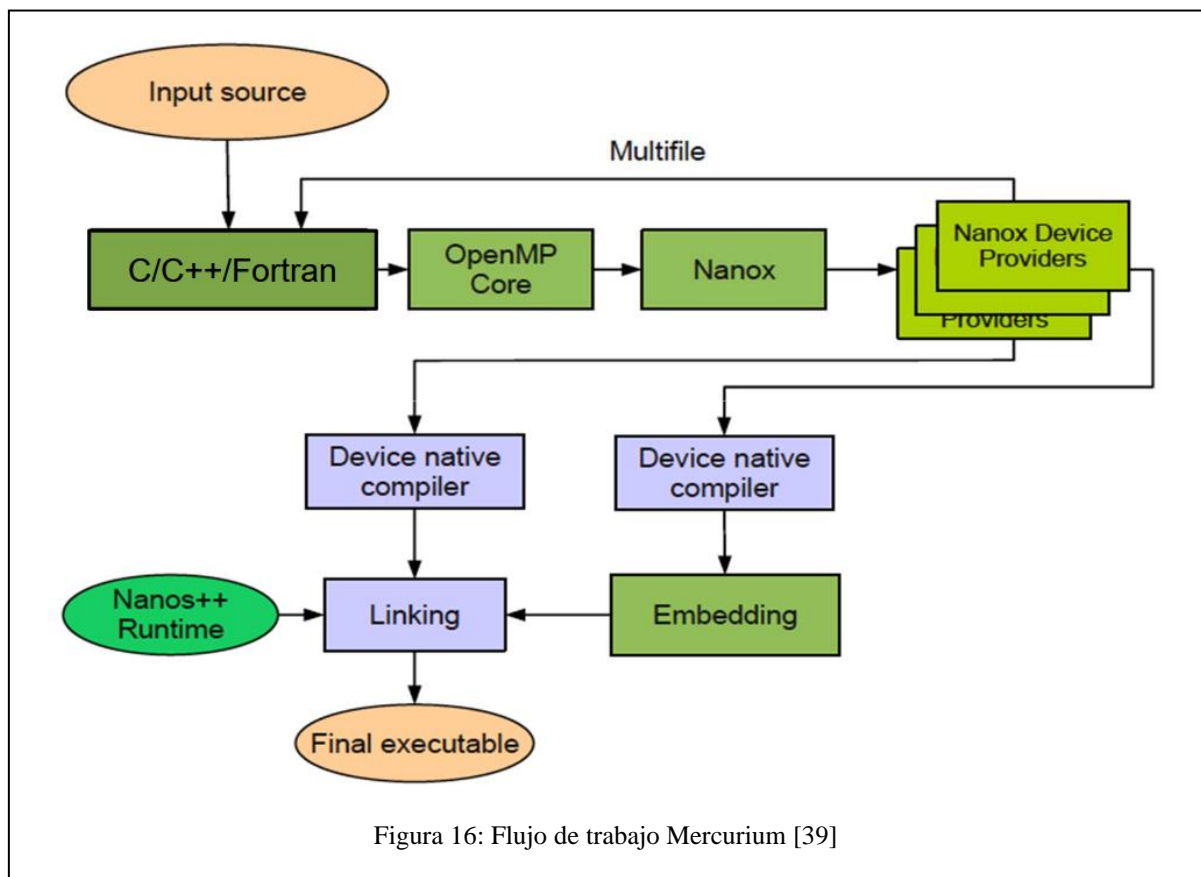 Input source
Multifile
C/C++/Fortran
OpenMP
Core
Nanox
Nanox Device
Providers
Providers
Device native
compiler
Device native
compiler
Nanos++
Runtime
Linking
Embedding
Final executable
Figura 16: Flujo de trabajo Mercurium [39]